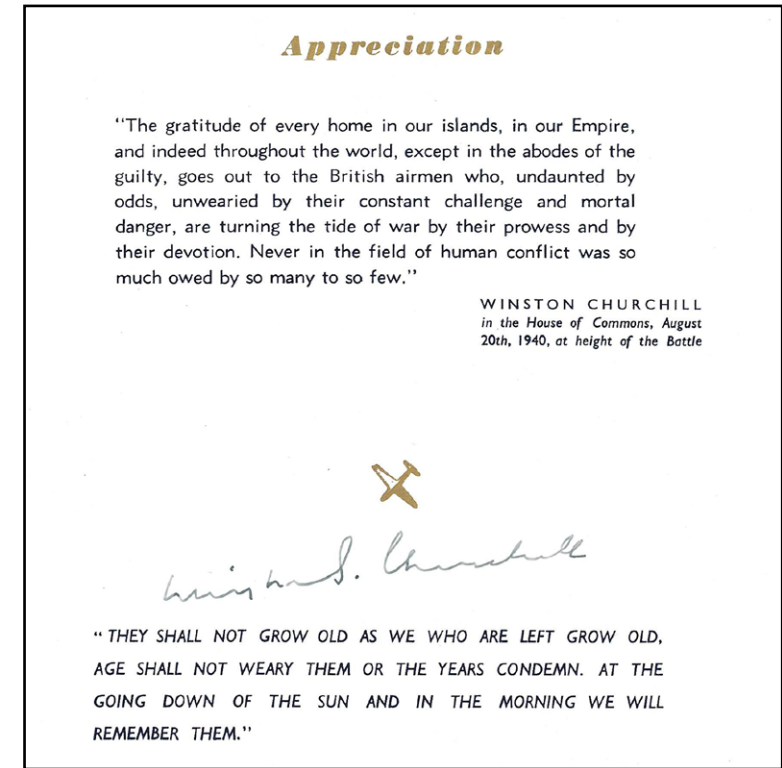 Appreciation
“The gratitude of every home in our islands, in our Empire,
and indeed throughout the world, except in the abodes of the
guilty, goes out to the British airmen who, undaunted by
odds, unwearied by their constant challenge and mortal
danger, are turning the tide of war by their prowess and by
their devotion. Never in the field of human conflict was so
much owed by so many to so few.”
WINSTON CHURCHILL
in the House of Commons, August
20th, 1940, at height of the Battle
Winston S. Churchill
“THEY SHALL NOT GROW OLD AS WE WHO ARE LEFT GROW OLD,
AGE SHALL NOT WEARY THEM OR THE YEARS CONDEMN. AT THE
GOING DOWN OF THE SUN AND IN THE MORNING WE WILL
REMEMBER THEM.”